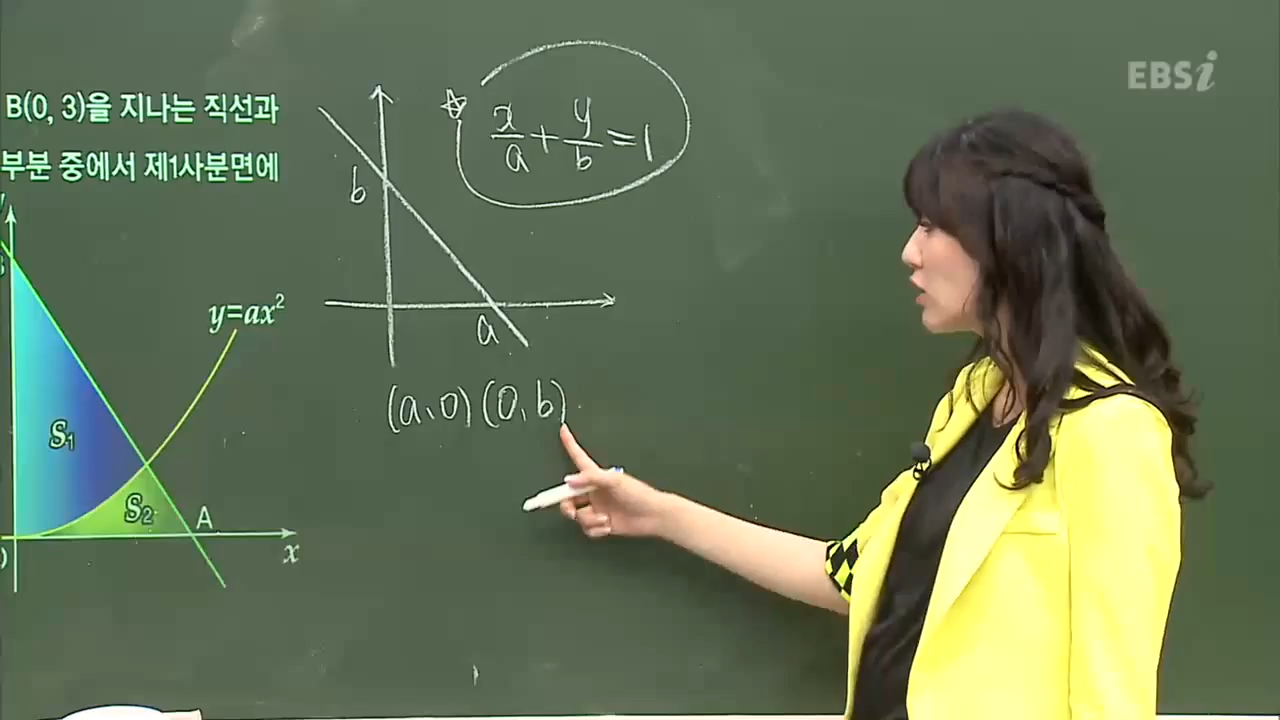 B(0, 3)을 지나는 직선과
부분 중에서 제1사분면에
y=ax²
S₁
S₂
A
x
☆ x/a + y/b = 1
b
a
(a, 0) (0, b)
EBSi